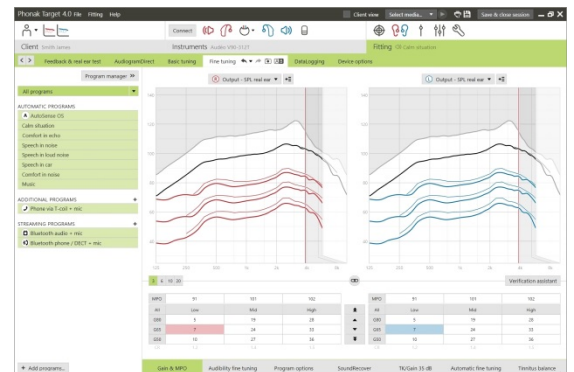 Phonak Target 4.0 File Fitting Help
Client view Select media... Save & close session
Connect
Client Smith James Instruments Audéo V90-312T Fitting Calm situation
Feedback & real ear test AudiogramDirect Basic tuning Fine tuning DataLogging Device options
Program manager >>
All programs
AUTOMATIC PROGRAMS
A AutoSense OS
Calm situation
Comfort in echo
Speech in noise
Speech in loud noise
Speech in car
Comfort in noise
Music
ADDITIONAL PROGRAMS +
Phone via T-coil + mic
STREAMING PROGRAMS +
Bluetooth audio + mic
Bluetooth phone / DECT + mic
+ Add programs...
R Output - SPL real ear
L Output - SPL real ear
Verification assistant
MPO 91 101 102
All Low Mid High
G80 5 19 28
G65 7 24 33
G50 10 27 36
MPO 91 101 102
All Low Mid High
G80 5 19 28
G65 7 24 33
G50 10 27 36
Gain & MPO Audibility fine tuning Program options SoundRecover TK/Gain 35 dB Automatic fine tuning Tinnitus balance